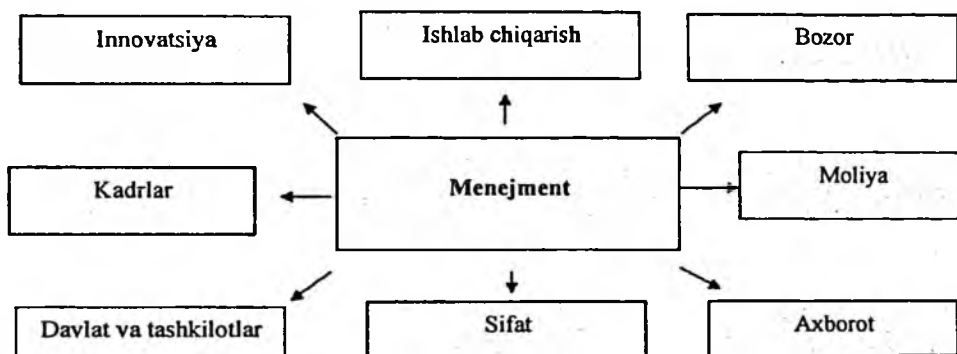 Innovatsiya
Ishlab chiqarish
Bozor
Kadrlar
Menejment
Moliya
Davlat va tashkilotlar
Sifat
Axborot